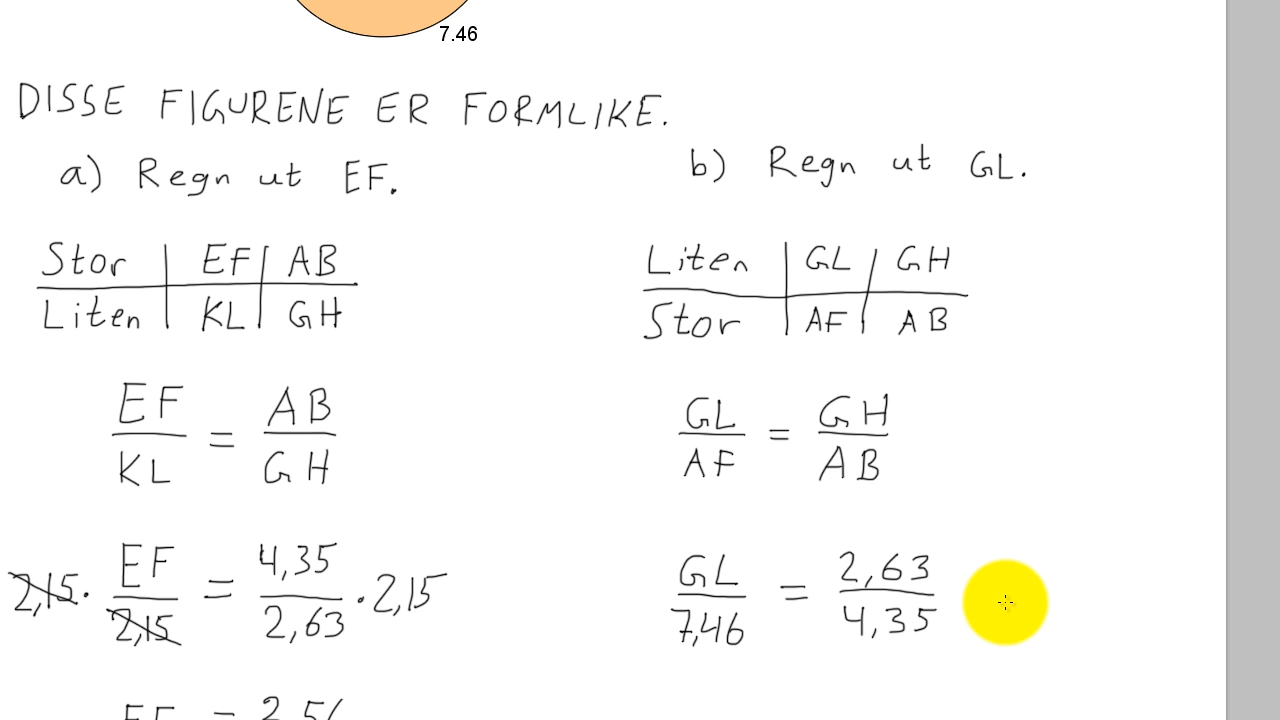 7.46
DISSE FIGURENE ER FORMLIKE.
a) Regn ut EF.
Stor | EF | AB
Liten | KL | GH
EF/KL = AB/GH
2,15 · EF/2,15 = 4,35/2,63 · 2,15
EF =
b) Regn ut GL.
Liten | GL | GH
Stor | AF | AB
GL/AF = GH/AB
GL/7,46 = 2,63/4,35